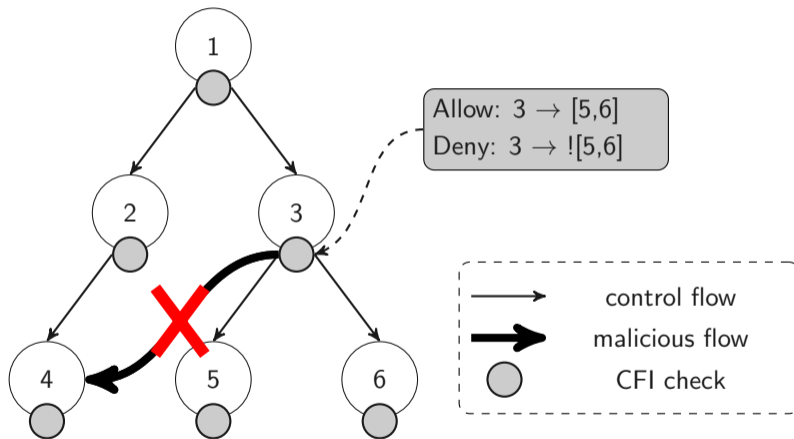 1
Allow: 3 → [5,6]
Deny: 3 → ![5,6]
2
3
control flow
malicious flow
4
5
6
CFI check